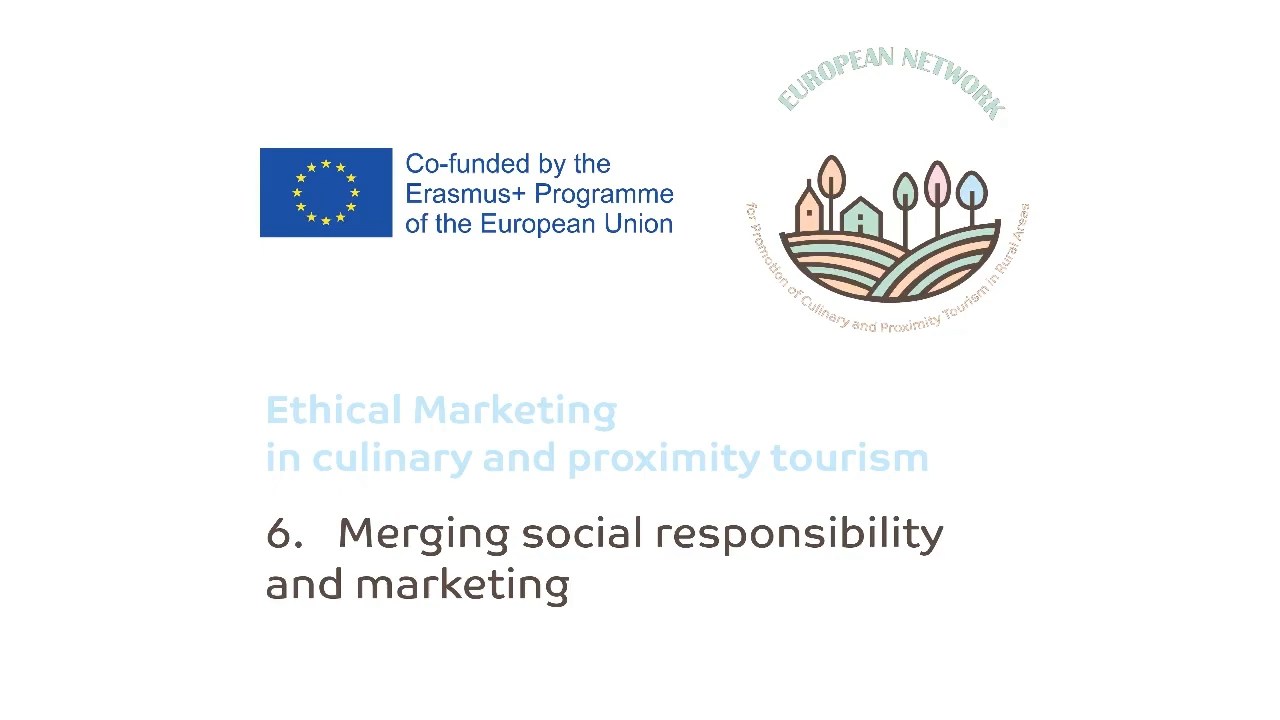 EUROPEAN NETWORK
Co-funded by the
Erasmus+ Programme
of the European Union
for Promotion of Culinary and Proximity Tourism in Rural Areas
Ethical Marketing
in culinary and proximity tourism
6. Merging social responsibility
and marketing